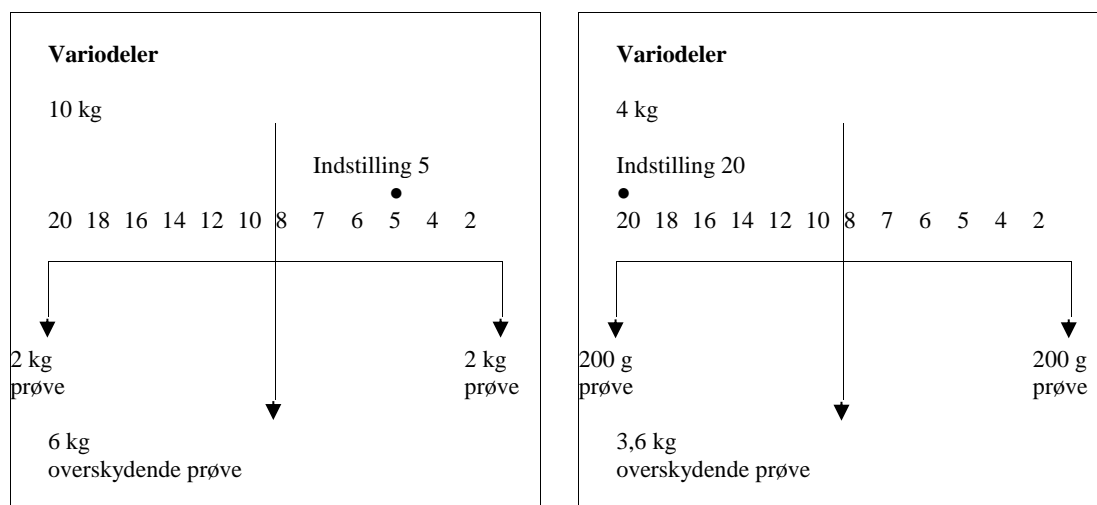 Variodeler
10 kg
Indstilling 5
20 18 16 14 12 10 8 7 6 5 4 2
2 kg
prøve
2 kg
prøve
6 kg
overskydende prøve
Variodeler
4 kg
Indstilling 20
20 18 16 14 12 10 8 7 6 5 4 2
200 g
prøve
200 g
prøve
3,6 kg
overskydende prøve